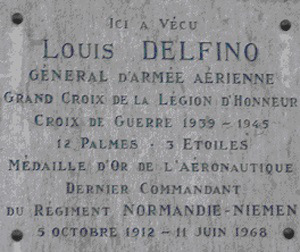 ICI A VÉCU
LOUIS DELFINO
GÉNÉRAL D'ARMÉE AÉRIENNE
GRAND CROIX DE LA LÉGION D'HONNEUR
CROIX DE GUERRE 1939 - 1945
12 PALMES - 3 ETOILES
MÉDAILLE D'OR DE L'AÉRONAUTIQUE
DERNIER COMMANDANT
DU RÉGIMENT NORMANDIE-NIEMEN
5 OCTOBRE 1912 - 11 JUIN 1968